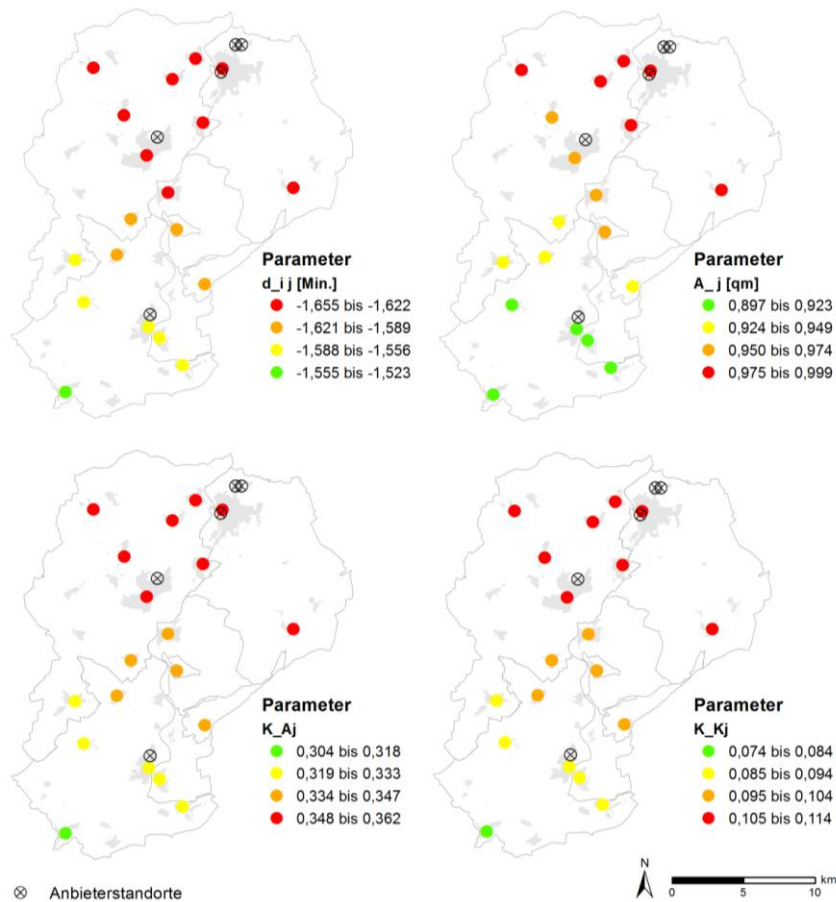 Parameter
d_i j [Min.]
-1,655 bis -1,622
-1,621 bis -1,589
-1,588 bis -1,556
-1,555 bis -1,523
Parameter
A_ j [qm]
0,897 bis 0,923
0,924 bis 0,949
0,950 bis 0,974
0,975 bis 0,999
Parameter
K_Aj
0,304 bis 0,318
0,319 bis 0,333
0,334 bis 0,347
0,348 bis 0,362
Parameter
K_Kj
0,074 bis 0,084
0,085 bis 0,094
0,095 bis 0,104
0,105 bis 0,114
Anbieterstandorte
N
km
0 5 10